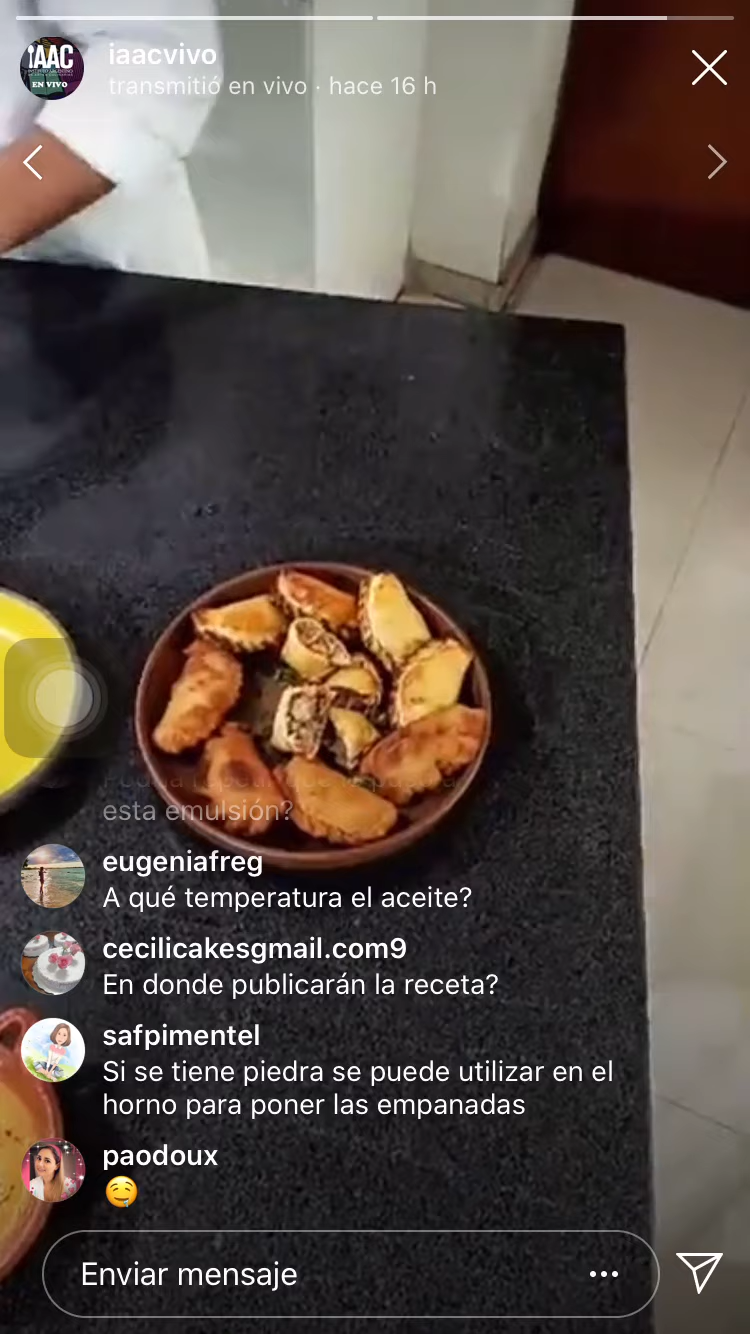 iAAC
EN VIVO
iaacvivo
transmitió en vivo · hace 16 h
esta emulsión?
eugeniafreg
A qué temperatura el aceite?
cecilicakesgmail.com9
En donde publicarán la receta?
safpimentel
Si se tiene piedra se puede utilizar en el
horno para poner las empanadas
paodoux
🤤
Enviar mensaje